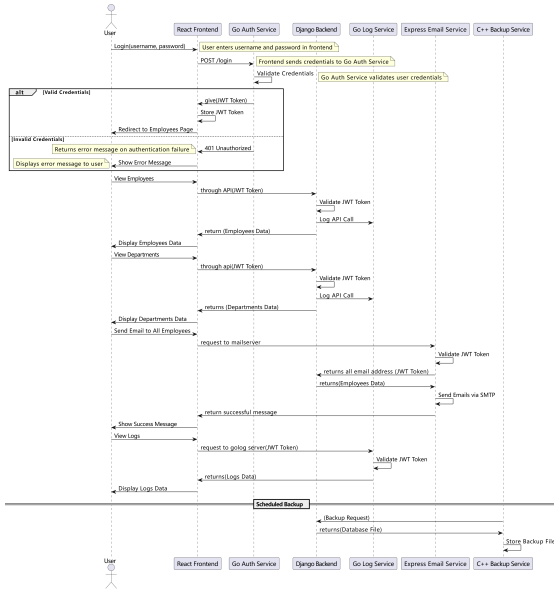 User
React Frontend
Go Auth Service
Django Backend
Go Log Service
Express Email Service
C++ Backup Service
Login(username, password)
User enters username and password in frontend
POST /login
Frontend sends credentials to Go Auth Service
Validate Credentials
Go Auth Service validates user credentials
alt
[Valid Credentials]
give(JWT Token)
Store JWT Token
Redirect to Employees Page
[Invalid Credentials]
Returns error message on authentication failure
401 Unauthorized
Displays error message to user
Show Error Message
View Employees
through API(JWT Token)
Validate JWT Token
Log API Call
return (Employees Data)
Display Employees Data
View Departments
through api(JWT Token)
Validate JWT Token
Log API Call
returns (Departments Data)
Display Departments Data
Send Email to All Employees
request to mailserver
Validate JWT Token
returns all email address (JWT Token)
returns(Employees Data)
Send Emails via SMTP
return successful message
Show Success Message
View Logs
request to golog server(JWT Token)
Validate JWT Token
returns(Logs Data)
Display Logs Data
Scheduled Backup
(Backup Request)
returns(Database File)
Store Backup File
User
React Frontend
Go Auth Service
Django Backend
Go Log Service
Express Email Service
C++ Backup Service